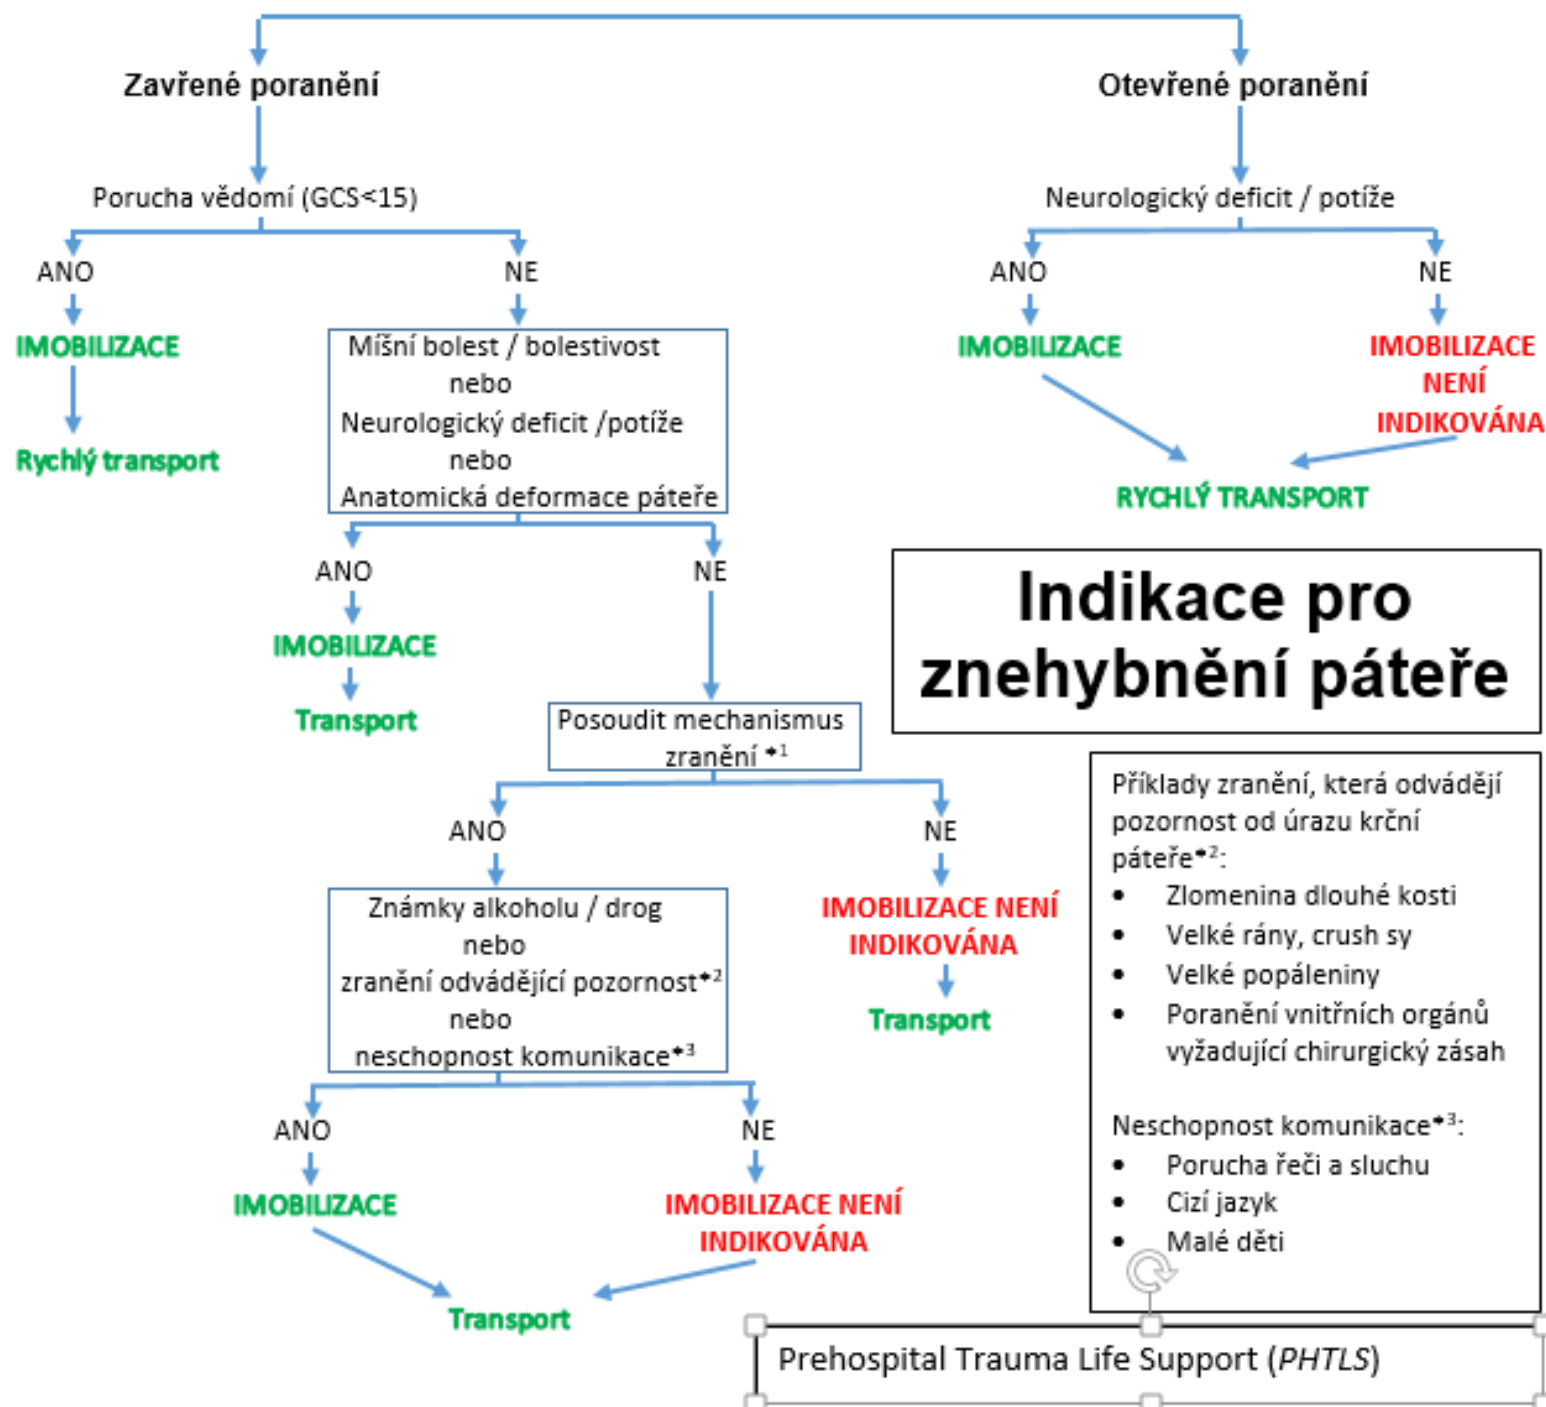 Zavřené poranění
Otevřené poranění
Porucha vědomí (GCS<15)
Neurologický deficit / potíže
ANO
NE
ANO
NE
IMOBILIZACE
Rychlý transport
Míšní bolest / bolestivost
nebo
Neurologický deficit /potíže
nebo
Anatomická deformace páteře
IMOBILIZACE
IMOBILIZACE
NENÍ
INDIKOVÁNA
RYCHLÝ TRANSPORT
ANO
NE
IMOBILIZACE
Transport
Indikace pro
znehybnění páteře
Posoudit mechanismus
zranění *1
ANO
NE
Známky alkoholu / drog
nebo
zranění odvádějící pozornost*2
nebo
neschopnost komunikace*3
IMOBILIZACE NENÍ
INDIKOVÁNA
Transport
ANO
NE
IMOBILIZACE
IMOBILIZACE NENÍ
INDIKOVÁNA
Transport
Příklady zranění, která odvádějí
pozornost od úrazu krční
páteře*2:
• Zlomenina dlouhé kosti
• Velké rány, crush sy
• Velké popáleniny
• Poranění vnitřních orgánů
vyžadující chirurgický zásah
Neschopnost komunikace*3:
• Porucha řeči a sluchu
• Cizí jazyk
• Malé děti
Prehospital Trauma Life Support (PHTLS)